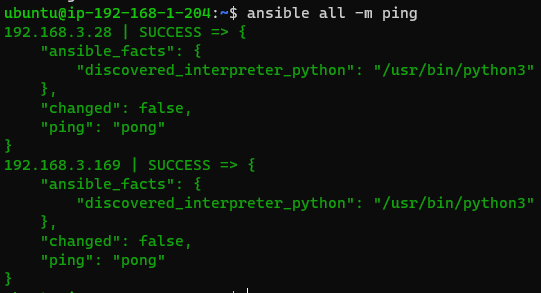 ubuntu@ip-192-168-1-204:~$ ansible all -m ping
192.168.3.28 | SUCCESS => {
    "ansible_facts": {
        "discovered_interpreter_python": "/usr/bin/python3"
    },
    "changed": false,
    "ping": "pong"
}
192.168.3.169 | SUCCESS => {
    "ansible_facts": {
        "discovered_interpreter_python": "/usr/bin/python3"
    },
    "changed": false,
    "ping": "pong"
}